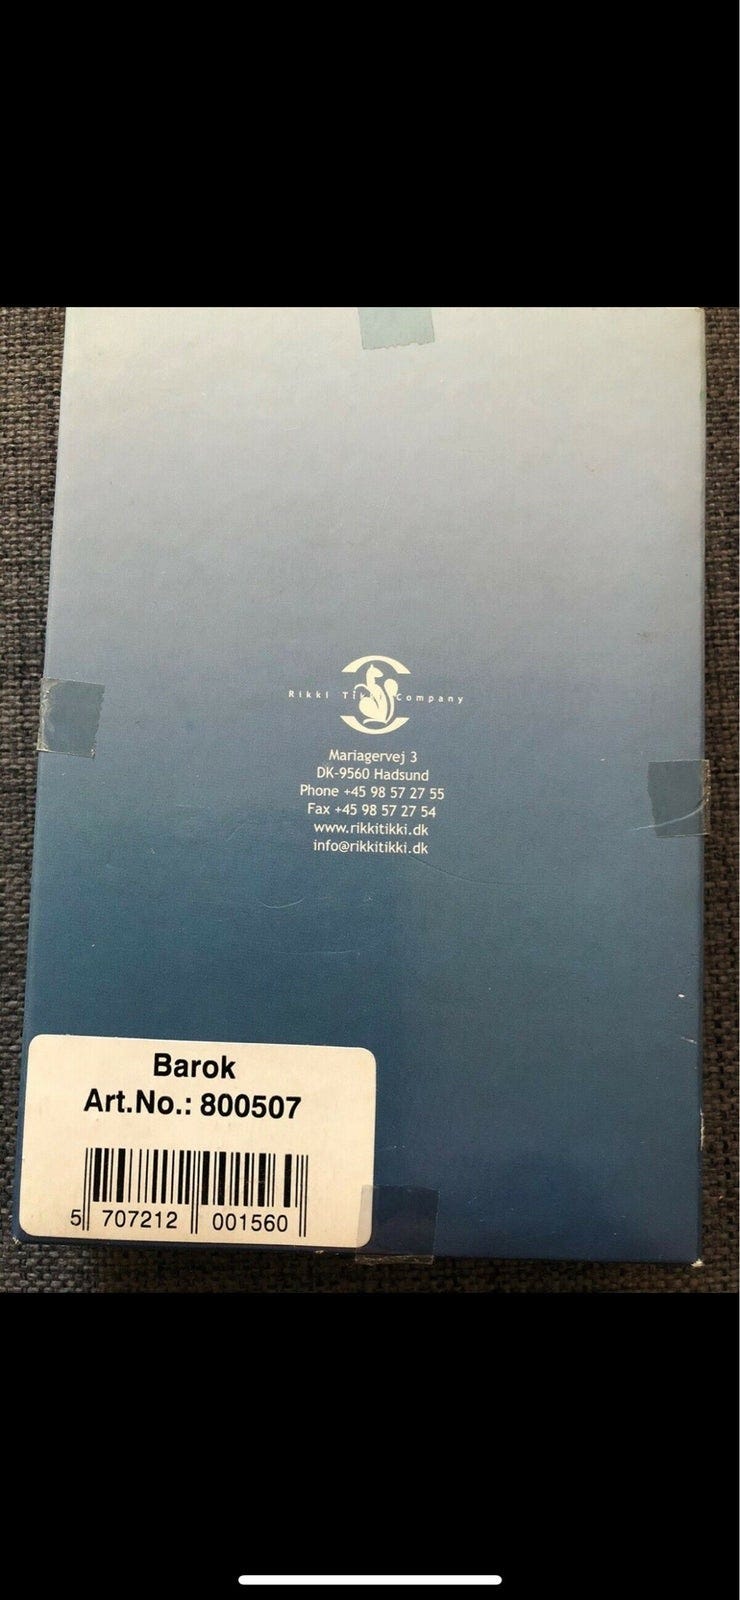 Rikki Tikki Company
Mariagervej 3
DK-9560 Hadsund
Phone +45 98 57 27 55
Fax +45 98 57 27 54
www.rikkitikki.dk
info@rikkitikki.dk
Barok
Art.No.: 800507
5 707212 001560